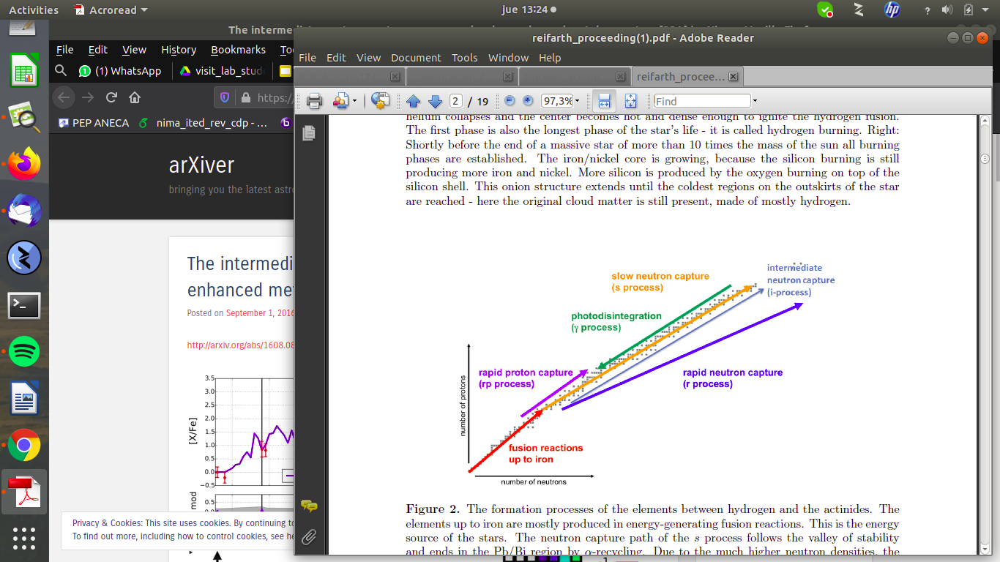 Activities
Acroread
jue 13:24
?
The intermedi
reifarth_proceeding(1).pdf - Adobe Reader
File Edit View History Bookmarks
File Edit View Document Tools Window Help
(1) WhatsApp
visit_lab_stud
reifarth_procee...
https:/
2 / 19
97,3%
Find
PEP ANECA
nima_ited_rev_cdp - ...
b
arXiver
bringing you the latest astr
The intermedi
enhanced me
Posted on September 1, 2016
http://arxiv.org/abs/1608.08
helium collapses and the center becomes hot and dense enough to ignite the hydrogen fusion.
The first phase is also the longest phase of the star's life - it is called hydrogen burning. Right:
Shortly before the end of a massive star of more than 10 times the mass of the sun all burning
phases are established. The iron/nickel core is growing, because the silicon burning is still
producing more iron and nickel. More silicon is produced by the oxygen burning on top of the
silicon shell. This onion structure extends until the coldest regions on the outskirts of the star
are reached - here the original cloud matter is still present, made of mostly hydrogen.
slow neutron capture
(s process)
intermediate
neutron capture
(i-process)
photodisintegration
(γ process)
rapid proton capture
(rp process)
rapid neutron capture
(r process)
fusion reactions
up to iron
number of protons
number of neutrons
3.5
3.0
2.5
2.0
1.5
1.0
0.5
0.0
−0.5
[X/Fe]
0.5
0.0
mod
Privacy & Cookies: This site uses cookies. By continuing to
To find out more, including how to control cookies, see he
Figure 2. The formation processes of the elements between hydrogen and the actinides. The
elements up to iron are mostly produced in energy-generating fusion reactions. This is the energy
source of the stars. The neutron capture path of the s process follows the valley of stability
and ends in the Pb/Bi region by α-recycling. Due to the much higher neutron densities, the